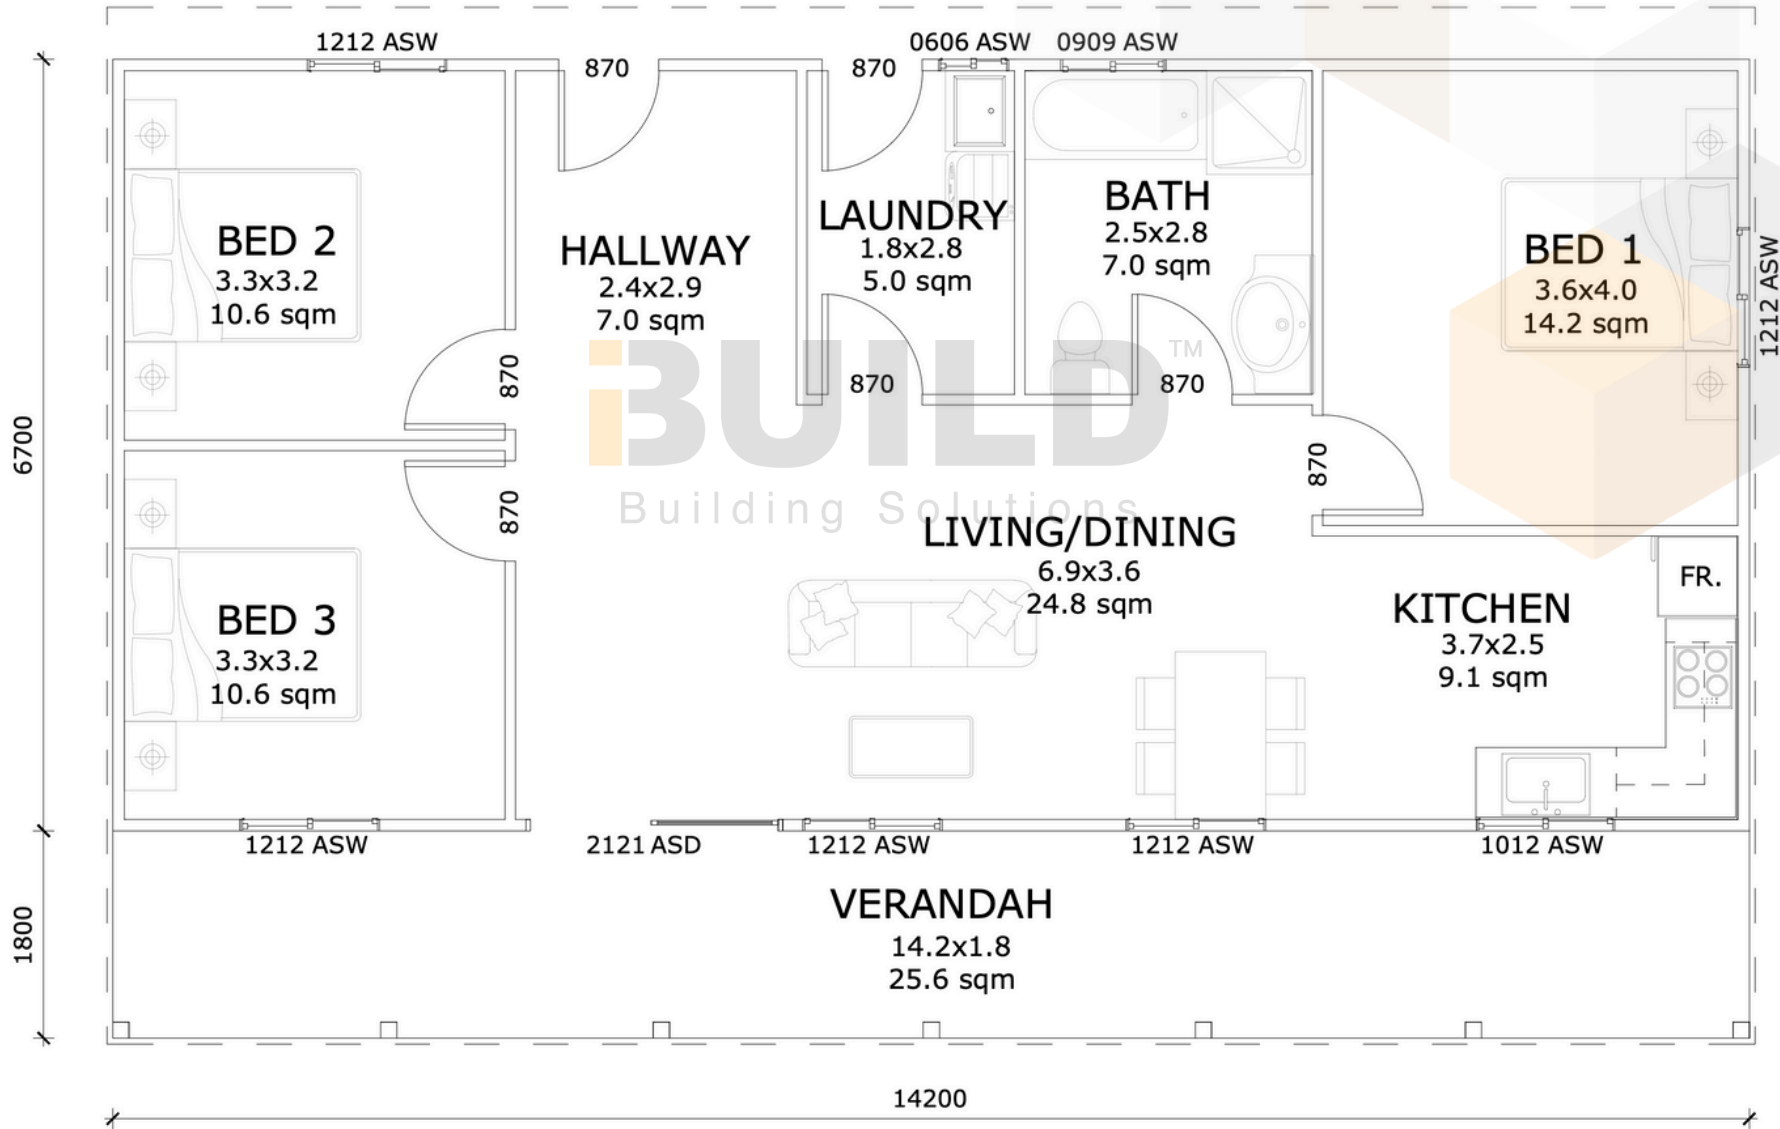 1212 ASW
0606 ASW
0909 ASW
870
870
BED 2
3.3x3.2
10.6 sqm
HALLWAY
2.4x2.9
7.0 sqm
LAUNDRY
1.8x2.8
5.0 sqm
BATH
2.5x2.8
7.0 sqm
BED 1
3.6x4.0
14.2 sqm
1212 ASW
870
870
870
iBUILD™
Building Solutions
6700
870
870
LIVING/DINING
6.9x3.6
24.8 sqm
FR.
KITCHEN
3.7x2.5
9.1 sqm
BED 3
3.3x3.2
10.6 sqm
1212 ASW
2121 ASD
1212 ASW
1212 ASW
1012 ASW
1800
VERANDAH
14.2x1.8
25.6 sqm
14200